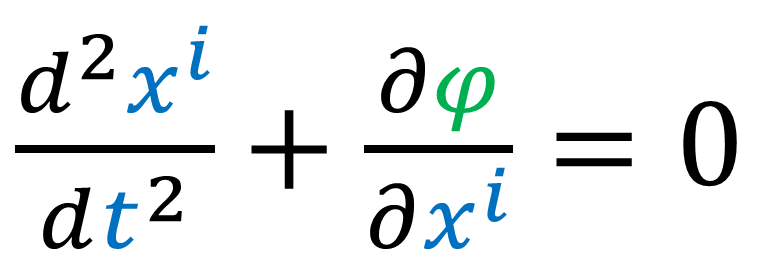 d²xⁱ/dt² + ∂φ/∂xⁱ = 0